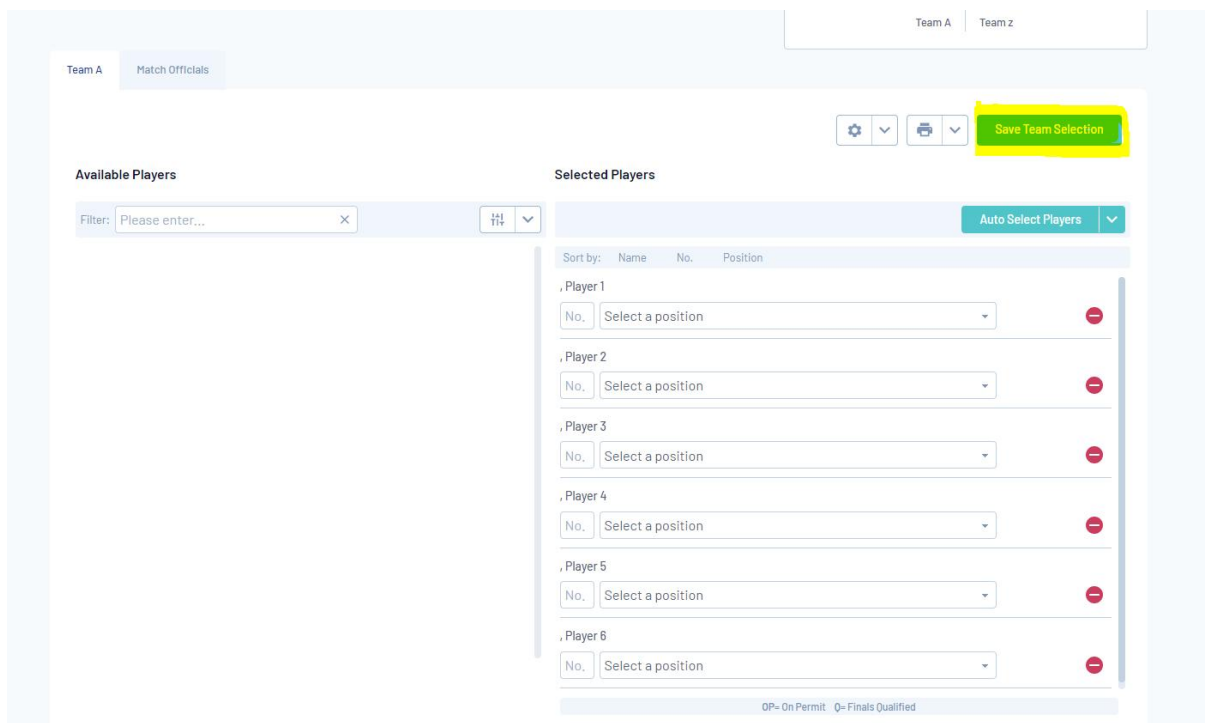 Team A Team z
Team A Match Officials
Save Team Selection
Available Players
Selected Players
Filter: Please enter...
Auto Select Players
Sort by: Name No. Position
, Player 1
No. Select a position
, Player 2
No. Select a position
, Player 3
No. Select a position
, Player 4
No. Select a position
, Player 5
No. Select a position
, Player 6
No. Select a position
OP= On Permit Q= Finals Qualified